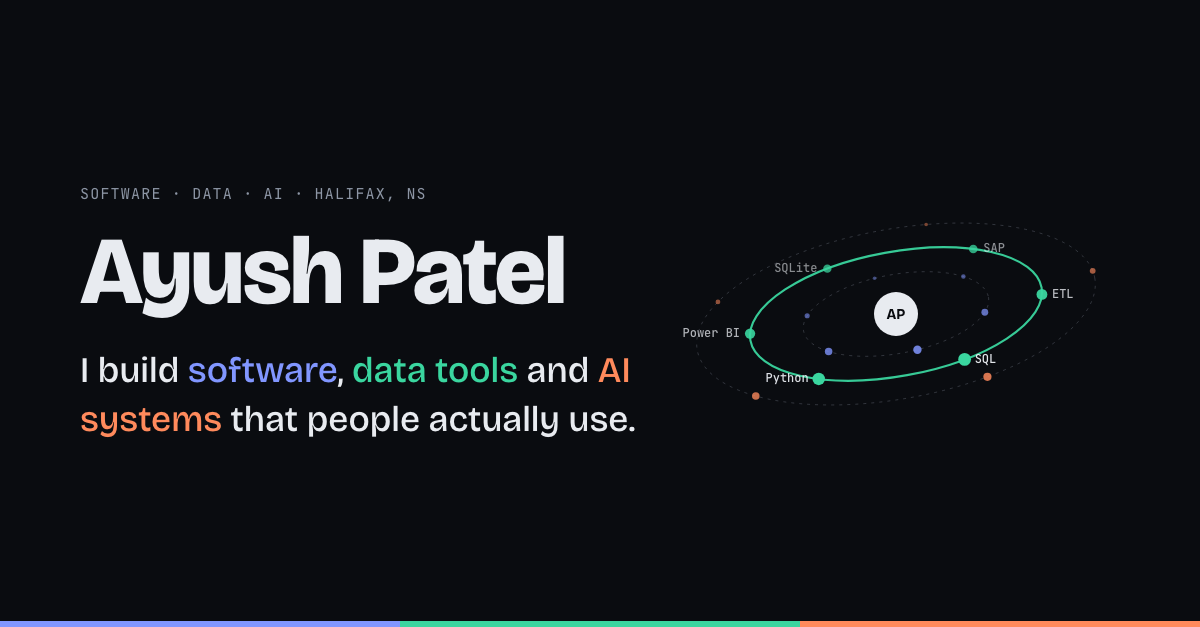 SOFTWARE · DATA · AI · HALIFAX, NS
Ayush Patel
I build software, data tools and AI
systems that people actually use.
SAP
SQLite
ETL
AP
Power BI
SQL
Python